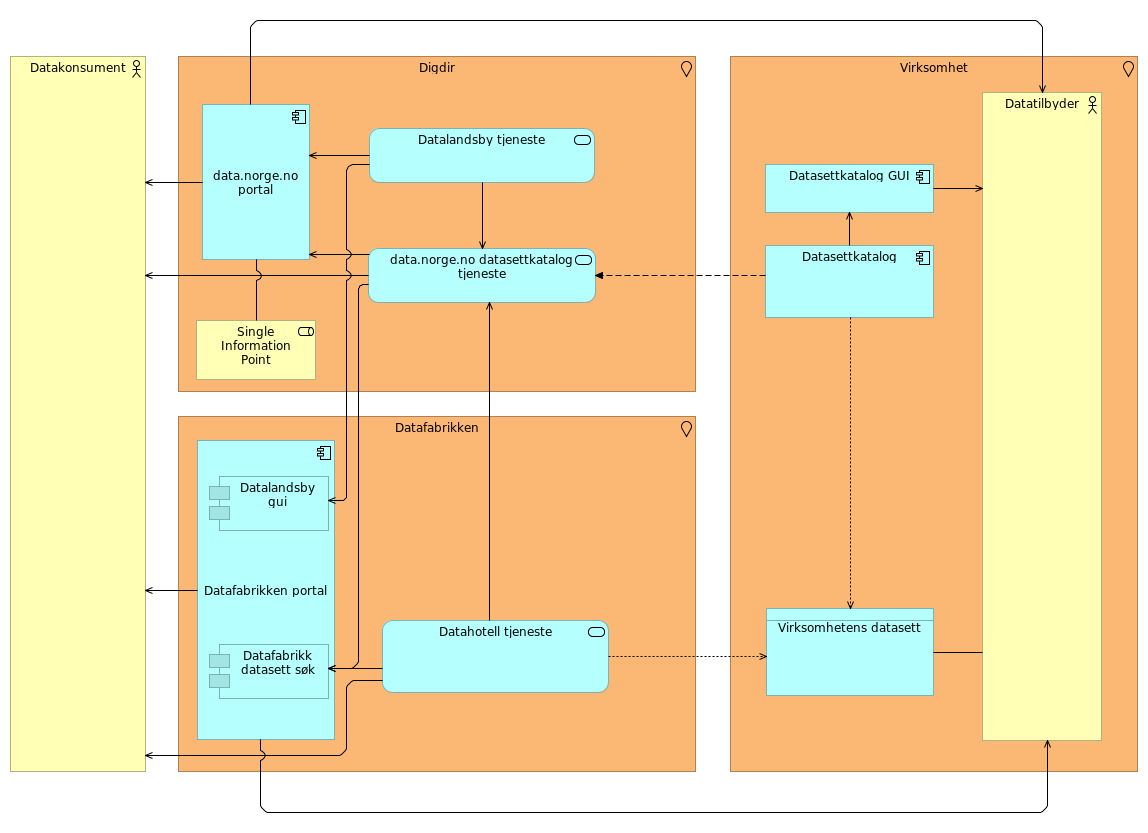 Datakonsument
Digdir
data.norge.no
portal
Datalandsby tjeneste
data.norge.no datasettkatalog
tjeneste
Single
Information
Point
Datafabrikken
Datalandsby
gui
Datafabrikken portal
Datafabrikk
datasett søk
Datahotell tjeneste
Virksomhet
Datatilbyder
Datasettkatalog GUI
Datasettkatalog
Virksomhetens datasett